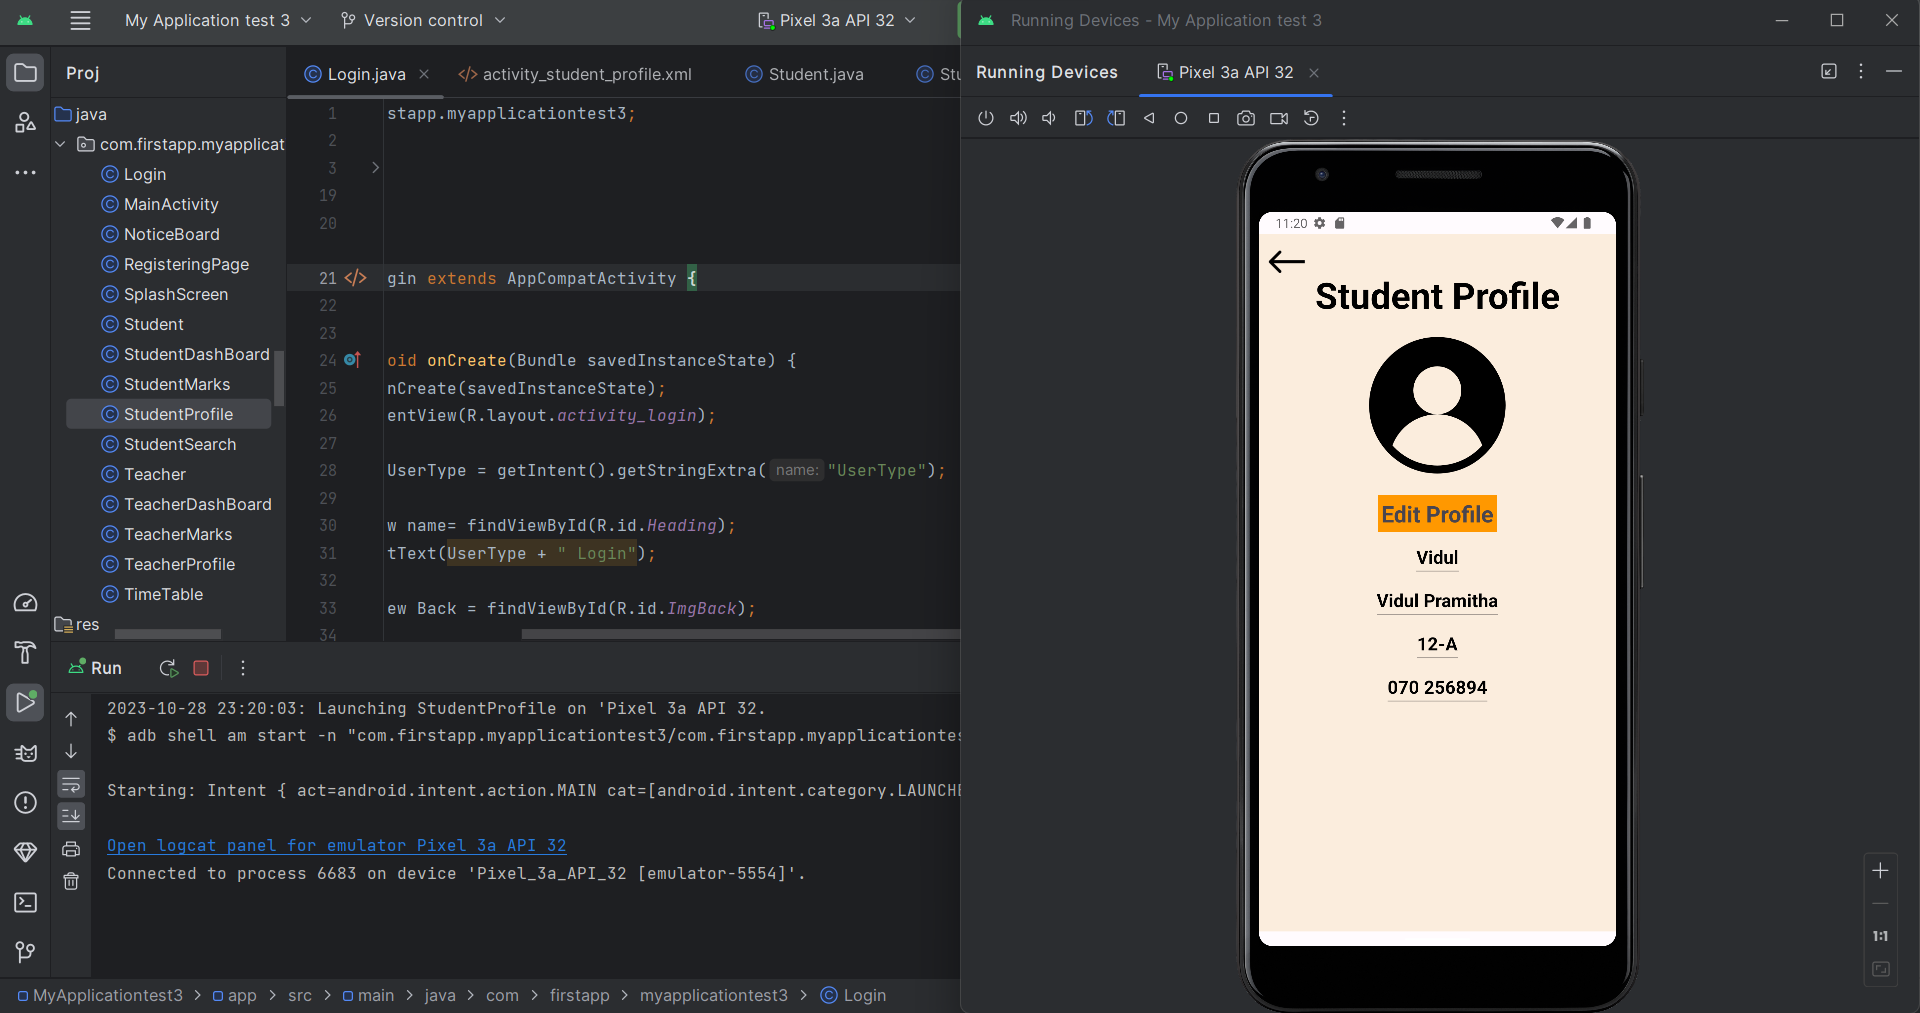 My Application test 3
Version control
Pixel 3a API 32
Proj
java
com.firstapp.myapplicat
Login
MainActivity
NoticeBoard
RegisteringPage
SplashScreen
Student
StudentDashBoard
StudentMarks
StudentProfile
StudentSearch
Teacher
TeacherDashBoard
TeacherMarks
TeacherProfile
TimeTable
res
Login.java
activity_student_profile.xml
Student.java
Stu
1 stapp.myapplicationtest3;
2
3
19
20
21 gin extends AppCompatActivity {
22
23
24 oid onCreate(Bundle savedInstanceState) {
25 nCreate(savedInstanceState);
26 entView(R.layout.activity_login);
27
28 UserType = getIntent().getStringExtra( name: "UserType");
29
30 w name= findViewById(R.id.Heading);
31 tText(UserType + " Login");
32
33 ew Back = findViewById(R.id.ImgBack);
34
Run
2023-10-28 23:20:03: Launching StudentProfile on 'Pixel 3a API 32.
$ adb shell am start -n "com.firstapp.myapplicationtest3/com.firstapp.myapplicationtes
Starting: Intent { act=android.intent.action.MAIN cat=[android.intent.category.LAUNCHE
Open logcat panel for emulator Pixel 3a API 32
Connected to process 6683 on device 'Pixel_3a_API_32 [emulator-5554]'.
MyApplicationtest3 > app > src > main > java > com > firstapp > myapplicationtest3 > Login
Running Devices - My Application test 3
Running Devices
Pixel 3a API 32
11:20
Student Profile
Edit Profile
Vidul
Vidul Pramitha
12-A
070 256894
1:1